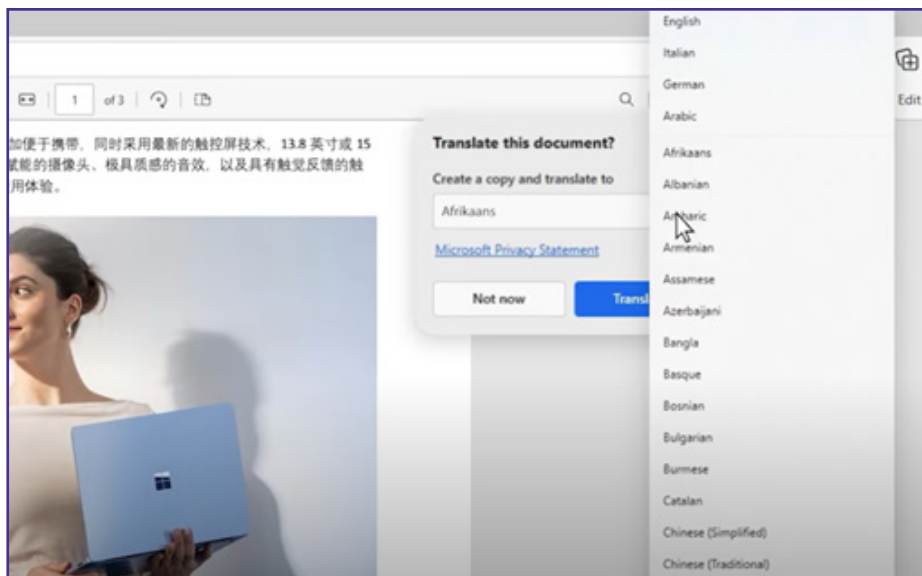 1 of 3
Edit
加便于携带，同时采用最新的触控屏技术，13.8 英寸或 15
赋能的摄像头、极具质感的音效，以及具有触觉反馈的触
用体验。
Translate this document?
Create a copy and translate to
Afrikaans
Microsoft Privacy Statement
Not now
Transl
English
Italian
German
Arabic
Afrikaans
Albanian
Amharic
Armenian
Assamese
Azerbaijani
Bangla
Basque
Bosnian
Bulgarian
Burmese
Catalan
Chinese (Simplified)
Chinese (Traditional)